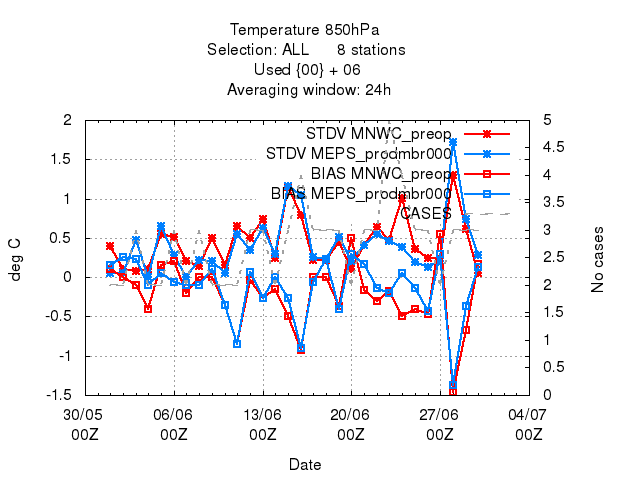 Temperature 850hPa
Selection: ALL 8 stations
Used {00} + 06
Averaging window: 24h
STDV MNWC_preop
STDV MEPS_prodmbr000
BIAS MNWC_preop
BIAS MEPS_prodmbr000
CASES
2
1.5
1
0.5
0
-0.5
-1
-1.5
deg C
5
4.5
4
3.5
3
2.5
2
1.5
1
0.5
0
No cases
30/05 06/06 13/06 20/06 27/06 04/07
00Z 00Z 00Z 00Z 00Z 00Z
Date